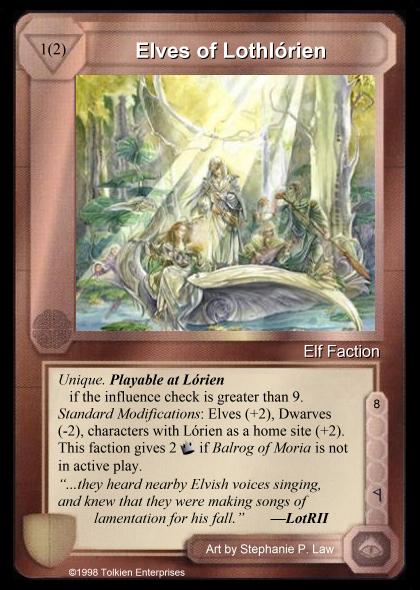 1(2)
Elves of Lothlórien
Elf Faction
Unique. Playable at Lórien
if the influence check is greater than 9.
Standard Modifications: Elves (+2), Dwarves
(-2), characters with Lórien as a home site (+2).
This faction gives 2 if Balrog of Moria is not
in active play.
“...they heard nearby Elvish voices singing,
and knew that they were making songs of
lamentation for his fall.” —LotRII
8
Art by Stephanie P. Law
©1998 Tolkien Enterprises